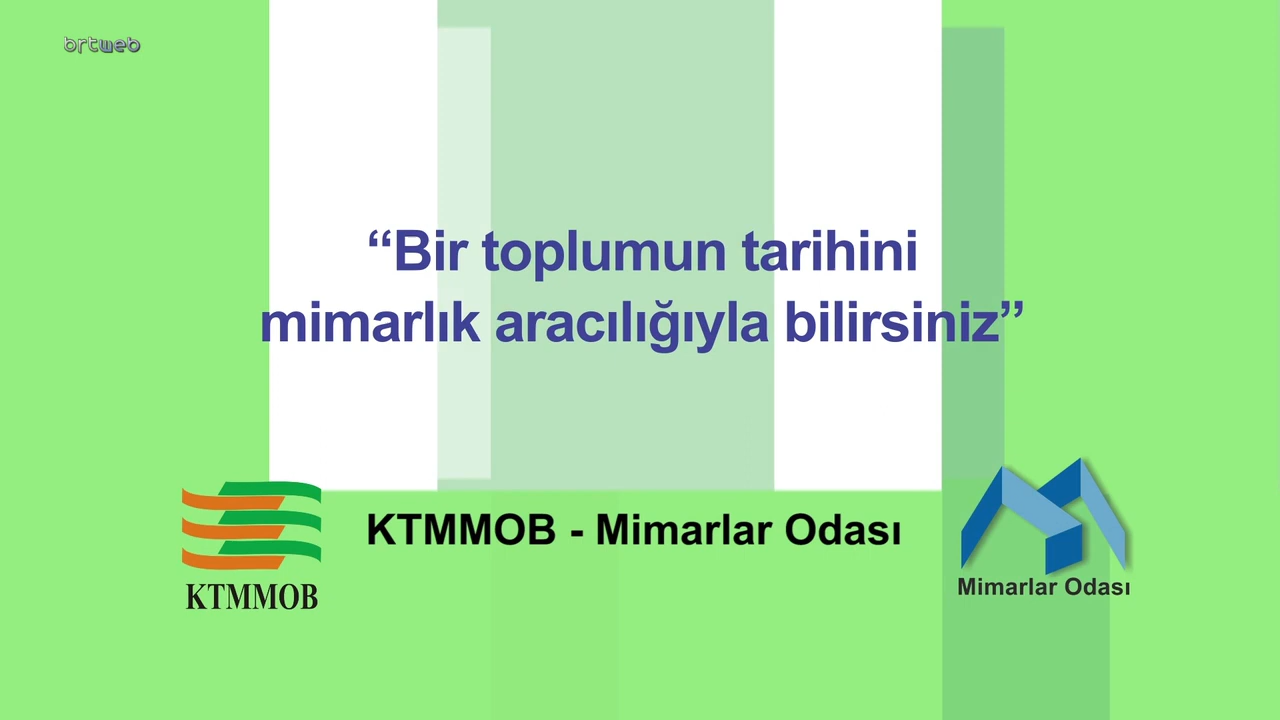 brtweb
“Bir toplumun tarihini
mimarlık aracılığıyla bilirsiniz”
KTMMOB - Mimarlar Odası
KTMMOB
Mimarlar Odası